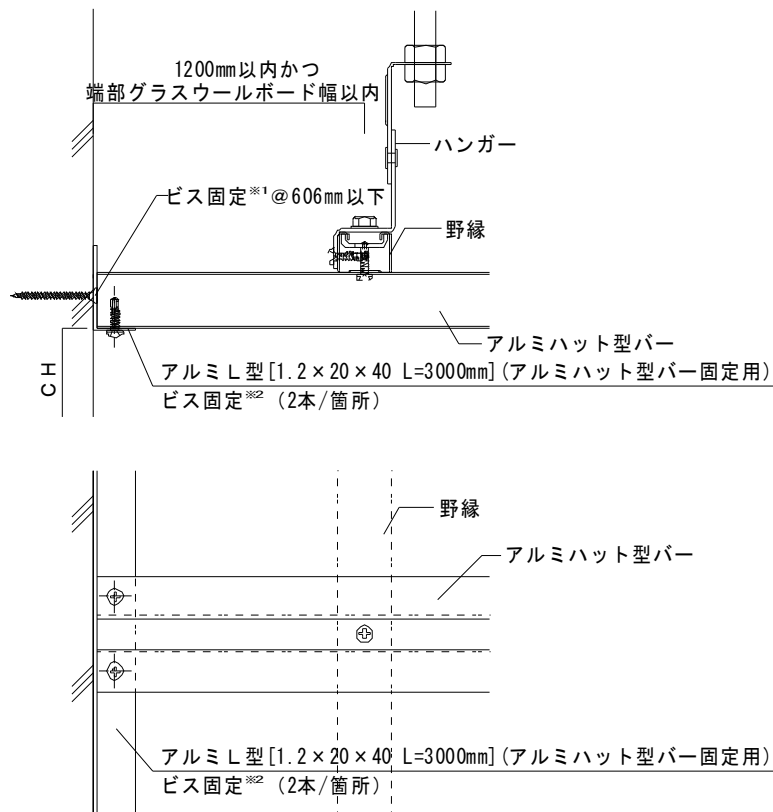 1200mm以内かつ
端部グラスウールボード幅以内
ハンガー
ビス固定※1@606mm以下
野縁
アルミハット型バー
アルミL型[1.2×20×40 L=3000mm](アルミハット型バー固定用)
ビス固定※2 (2本/箇所)
CH
野縁
アルミハット型バー
アルミL型[1.2×20×40 L=3000mm](アルミハット型バー固定用)
ビス固定※2 (2本/箇所)